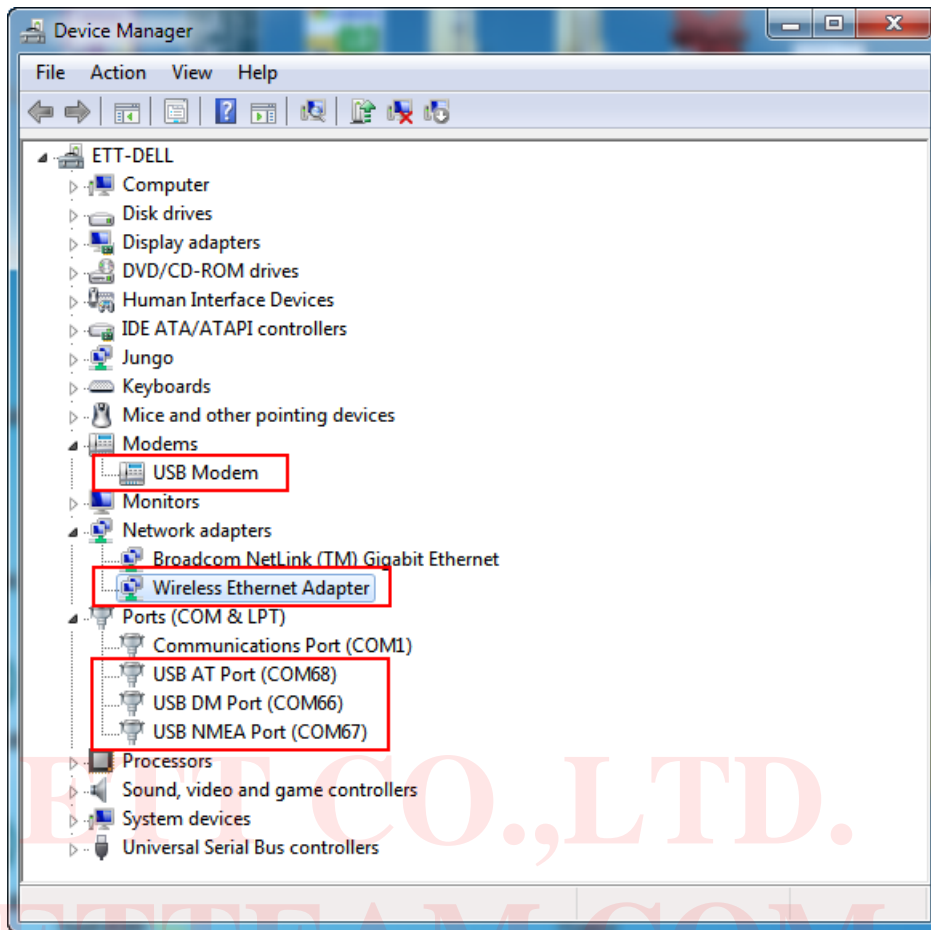 Device Manager
File Action View Help
ETT-DELL
Computer
Disk drives
Display adapters
DVD/CD-ROM drives
Human Interface Devices
IDE ATA/ATAPI controllers
Jungo
Keyboards
Mice and other pointing devices
Modems
USB Modem
Monitors
Network adapters
Broadcom NetLink (TM) Gigabit Ethernet
Wireless Ethernet Adapter
Ports (COM & LPT)
Communications Port (COM1)
USB AT Port (COM68)
USB DM Port (COM66)
USB NMEA Port (COM67)
Processors
Sound, video and game controllers
System devices
Universal Serial Bus controllers
ETT CO.,LTD.
ETTTEAM.COM